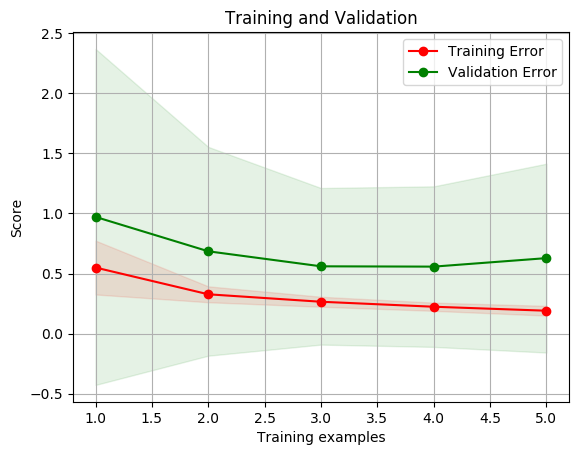 Training and Validation
2.5
2.0
1.5
1.0
0.5
0.0
−0.5
Score
Training Error
Validation Error
1.0 1.5 2.0 2.5 3.0 3.5 4.0 4.5 5.0
Training examples